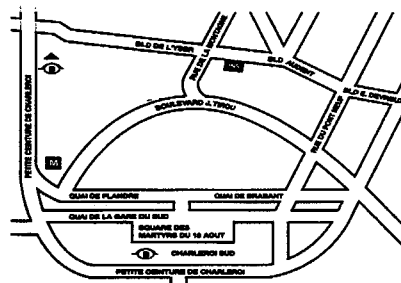 BLD DE L'YSER
RUE DE LA MONTAGNE
BLD AUDENT
BLD E. DEVREUX
PETITE CEINTURE DE CHARLEROI
BOULEVARD J. TIROU
RUE DU PONT NEUF
QUAI DE FLANDRE
QUAI DE BRABANT
QUAI DE LA GARE DU SUD
SQUARE DES
MARTYRS DU 18 AOUT
CHARLEROI SUD
PETITE CEINTURE DE CHARLEROI